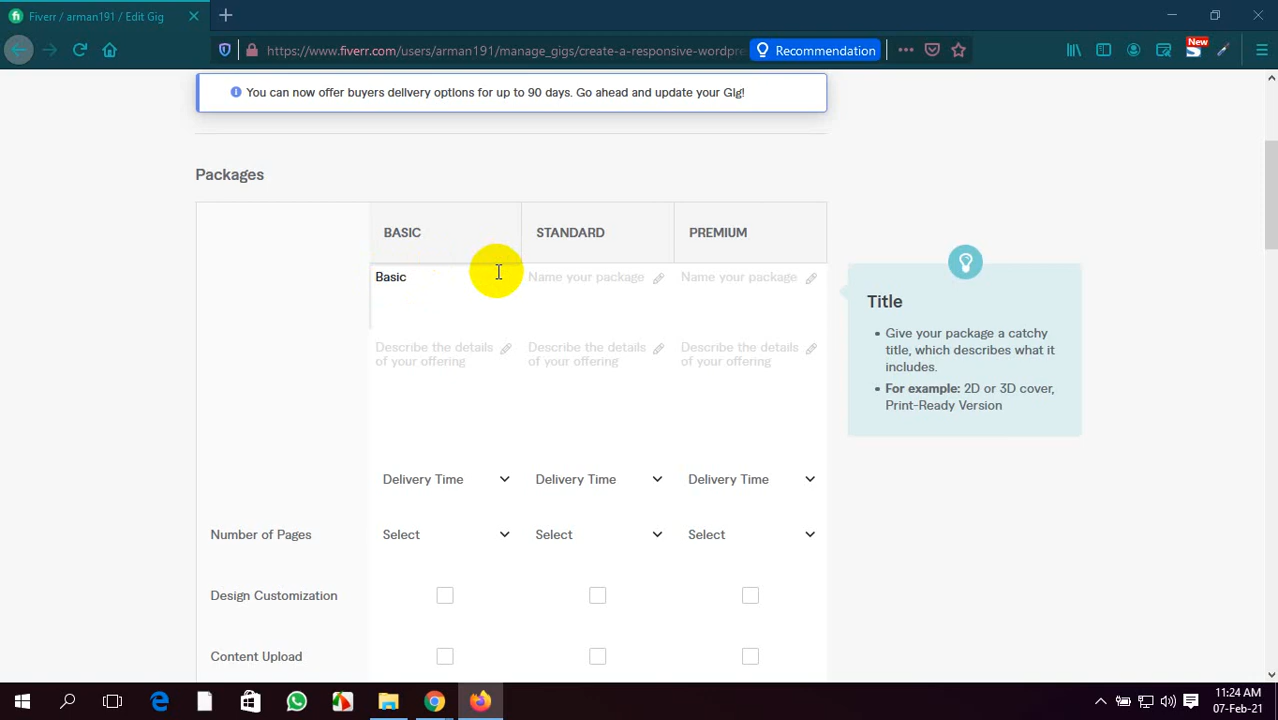 Fiverr / arman191 / Edit Gig
https://www.fiverr.com/users/arman191/manage_gigs/create-a-responsive-wordpre
Recommendation
New
You can now offer buyers delivery options for up to 90 days. Go ahead and update your Gig!
Packages
BASIC STANDARD PREMIUM
Basic Name your package Name your package
Describe the details Describe the details Describe the details
of your offering of your offering of your offering
Title
Give your package a catchy
title, which describes what it
includes.
For example: 2D or 3D cover,
Print-Ready Version
Delivery Time Delivery Time Delivery Time
Number of Pages Select Select Select
Design Customization
Content Upload
11:24 AM
07-Feb-21